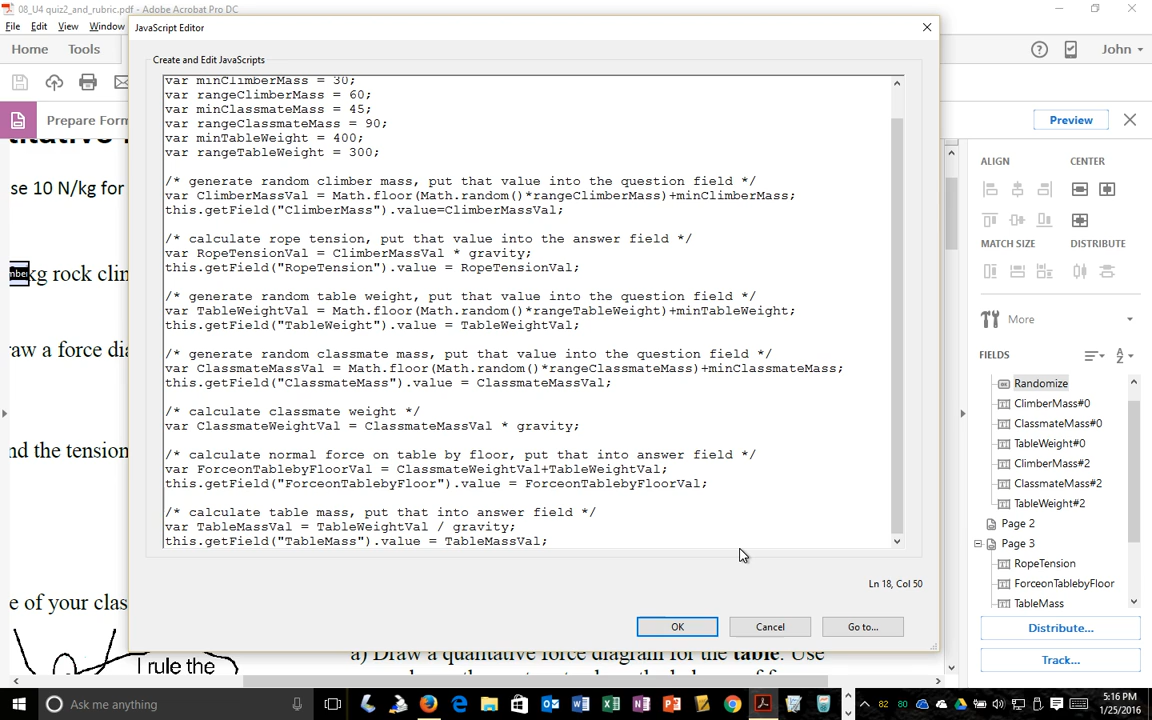 08_U4 quiz2_and_rubric.pdf - Adobe Acrobat Pro DC
File Edit View Window
JavaScript Editor
Home Tools
John
Create and Edit JavaScripts
Prepare Form
Preview
var minClimberMass = 30;
var rangeClimberMass = 60;
var minClassmateMass = 45;
var rangeClassmateMass = 90;
var minTableWeight = 400;
var rangeTableWeight = 300;
/* generate random climber mass, put that value into the question field */
var ClimberMassVal = Math.floor(Math.random()*rangeClimberMass)+minClimberMass;
this.getField("ClimberMass").value=ClimberMassVal;
/* calculate rope tension, put that value into the answer field */
var RopeTensionVal = ClimberMassVal * gravity;
this.getField("RopeTension").value = RopeTensionVal;
/* generate random table weight, put that value into the question field */
var TableWeightVal = Math.floor(Math.random()*rangeTableWeight)+minTableWeight;
this.getField("TableWeight").value = TableWeightVal;
/* generate random classmate mass, put that value into the question field */
var ClassmateMassVal = Math.floor(Math.random()*rangeClassmateMass)+minClassmateMass;
this.getField("ClassmateMass").value = ClassmateMassVal;
/* calculate classmate weight */
var ClassmateWeightVal = ClassmateMassVal * gravity;
/* calculate normal force on table by floor, put that into answer field */
var ForceonTablebyFloorVal = ClassmateWeightVal+TableWeightVal;
this.getField("ForceonTablebyFloor").value = ForceonTablebyFloorVal;
/* calculate table mass, put that into answer field */
var TableMassVal = TableWeightVal / gravity;
this.getField("TableMass").value = TableMassVal;
Ln 18, Col 50
OK Cancel Go to...
se 10 N/kg for
kg rock clin
raw a force dia
nd the tension
e of your clas
I rule the
a) Draw a qualitative force diagram for the table. Use
ALIGN CENTER
MATCH SIZE DISTRIBUTE
More
FIELDS
Randomize
ClimberMass#0
ClassmateMass#0
TableWeight#0
ClimberMass#2
ClassmateMass#2
TableWeight#2
Page 2
Page 3
RopeTension
ForceonTablebyFloor
TableMass
Distribute...
Track...
Ask me anything
82 80
5:16 PM
1/25/2016